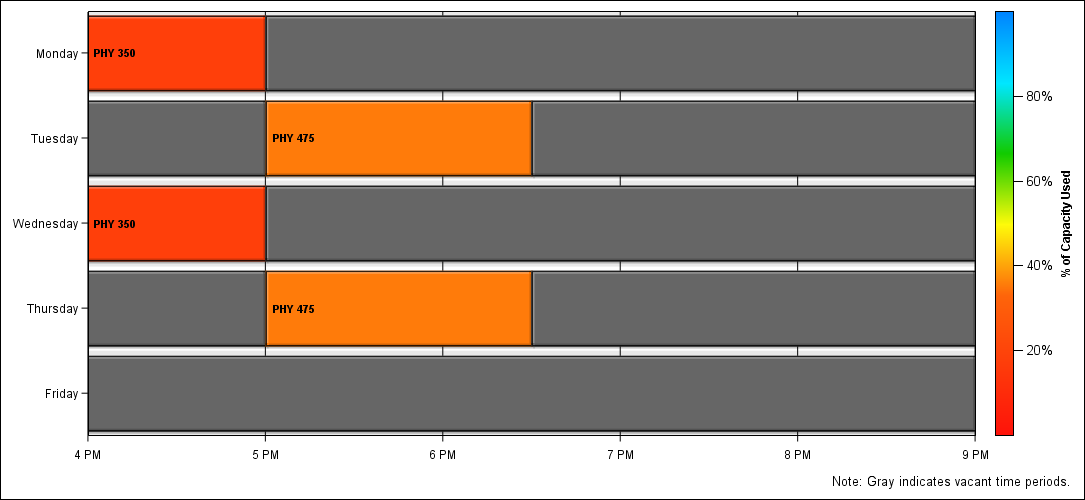 Monday
PHY 350
Tuesday
PHY 475
Wednesday
PHY 350
Thursday
PHY 475
Friday
4 PM
5 PM
6 PM
7 PM
8 PM
9 PM
80%
60%
40%
20%
% of Capacity Used
Note: Gray indicates vacant time periods.